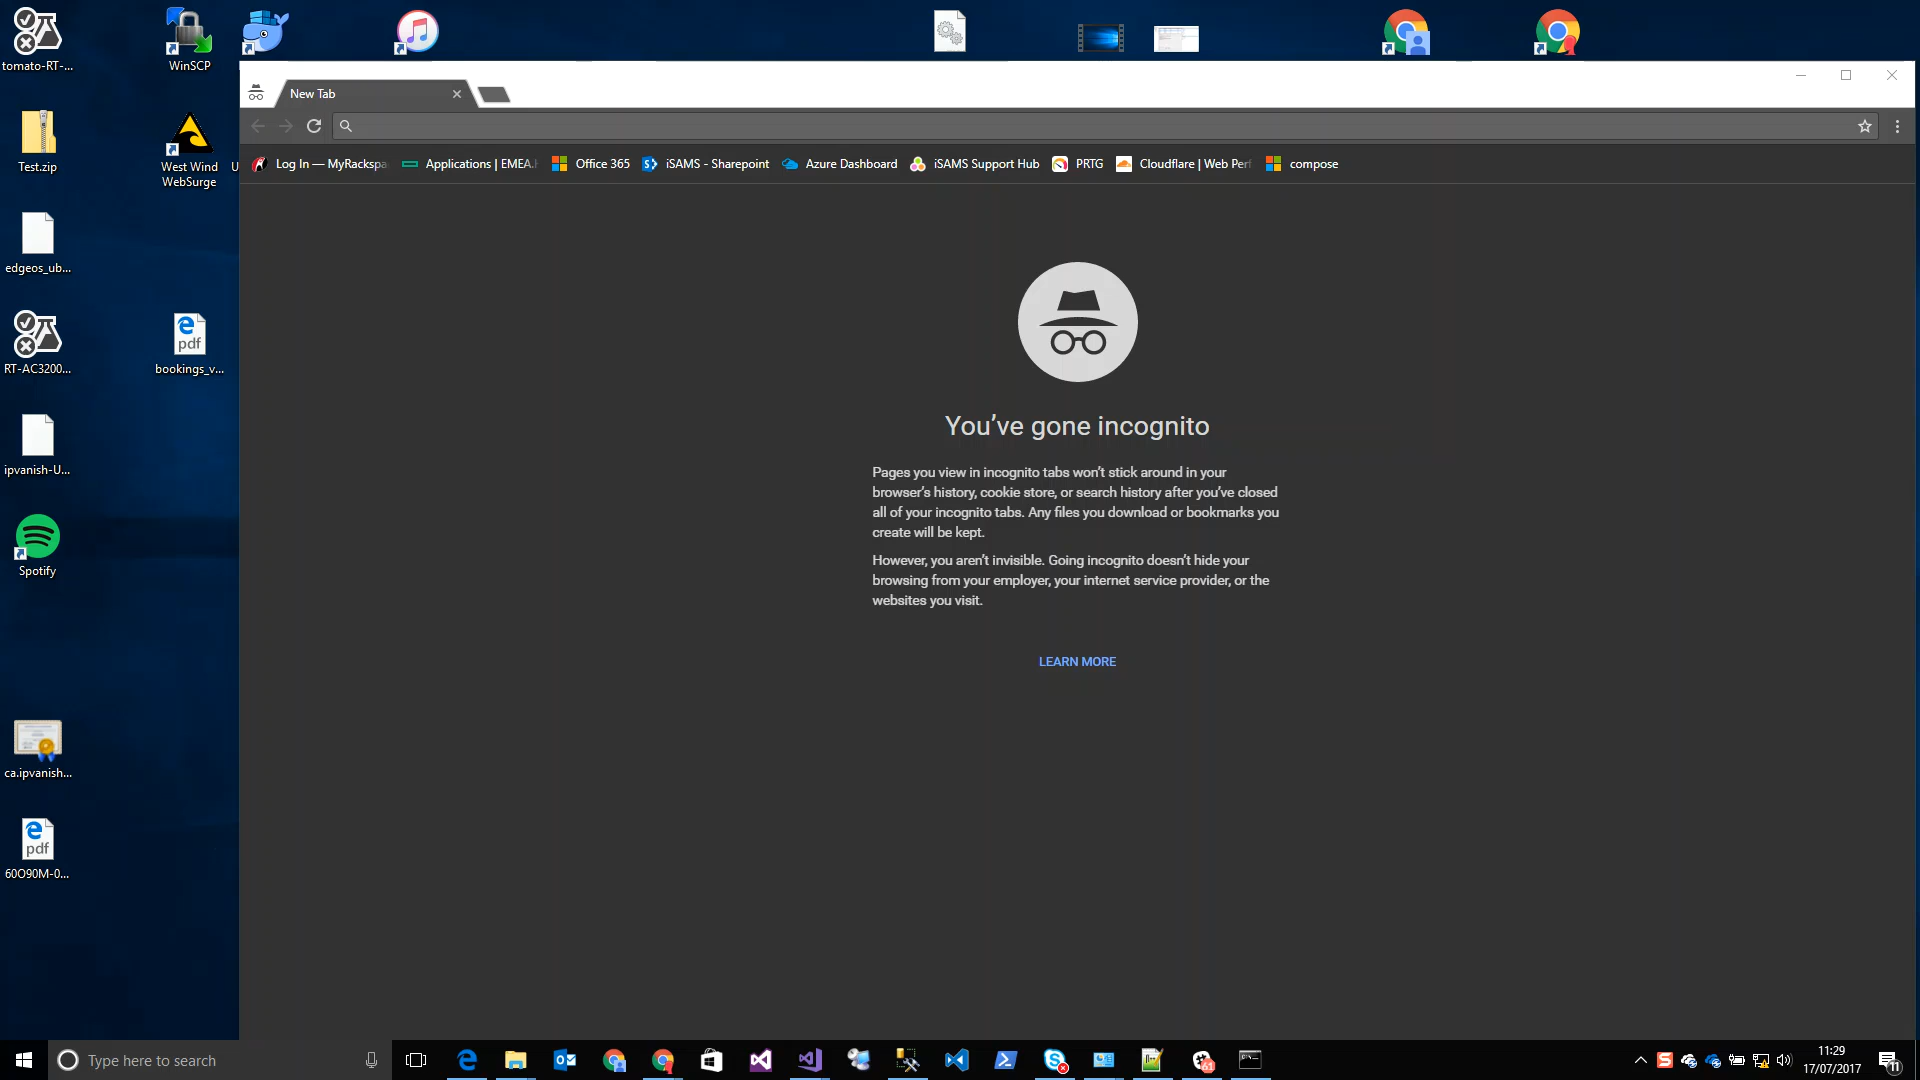 tomato-RT-...
WinSCP
Test.zip
West Wind
WebSurge
U
edgeos_ub...
RT-AC3200...
bookings_v...
ipvanish-U...
Spotify
ca.ipvanish...
60O90M-0...
pdf
pdf
New Tab
Log In — MyRackspa
Applications | EMEA.
Office 365
iSAMS - Sharepoint
Azure Dashboard
iSAMS Support Hub
PRTG
Cloudflare | Web Perf
compose
You’ve gone incognito
Pages you view in incognito tabs won’t stick around in your
browser’s history, cookie store, or search history after you’ve closed
all of your incognito tabs. Any files you download or bookmarks you
create will be kept.
However, you aren’t invisible. Going incognito doesn’t hide your
browsing from your employer, your internet service provider, or the
websites you visit.
LEARN MORE
Type here to search
61
11:29
17/07/2017
11